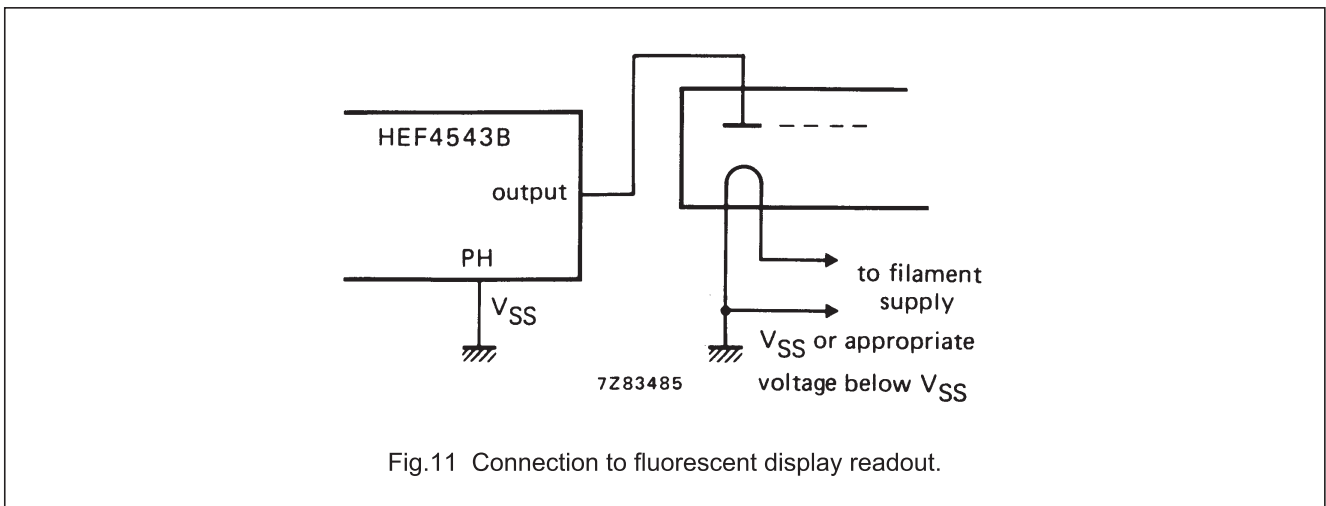 HEF4543B
output
PH
VSS
to filament
supply
VSS or appropriate
voltage below VSS
7Z83485
Fig.11 Connection to fluorescent display readout.